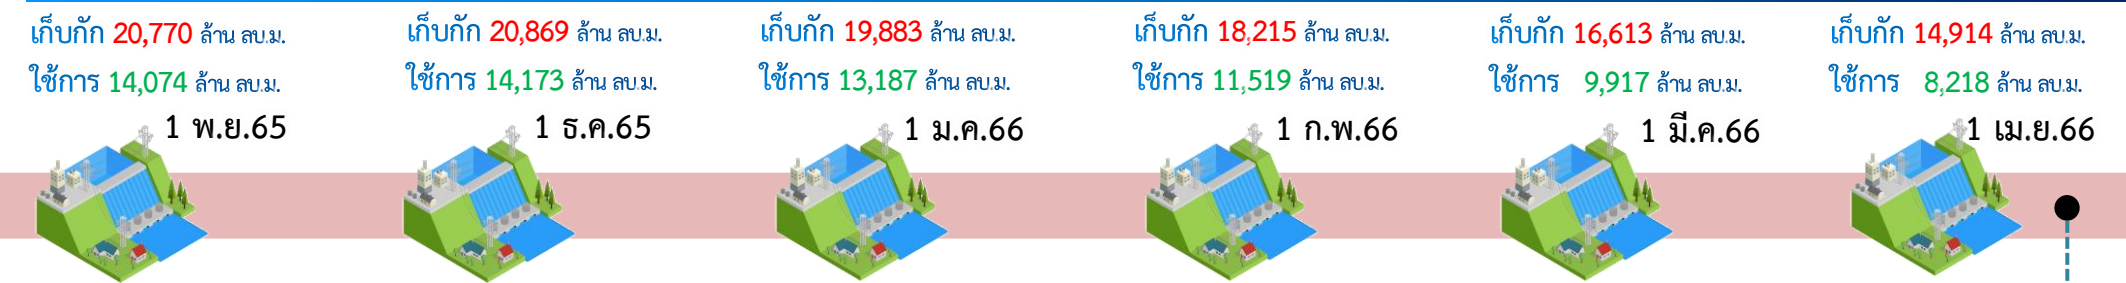 เก็บกัก 20,770 ล้าน ลบ.ม.
ใช้การ 14,074 ล้าน ลบ.ม.
1 พ.ย.65
เก็บกัก 20,869 ล้าน ลบ.ม.
ใช้การ 14,173 ล้าน ลบ.ม.
1 ธ.ค.65
เก็บกัก 19,883 ล้าน ลบ.ม.
ใช้การ 13,187 ล้าน ลบ.ม.
1 ม.ค.66
เก็บกัก 18,215 ล้าน ลบ.ม.
ใช้การ 11,519 ล้าน ลบ.ม.
1 ก.พ.66
เก็บกัก 16,613 ล้าน ลบ.ม.
ใช้การ 9,917 ล้าน ลบ.ม.
1 มี.ค.66
เก็บกัก 14,914 ล้าน ลบ.ม.
ใช้การ 8,218 ล้าน ลบ.ม.
1 เม.ย.66